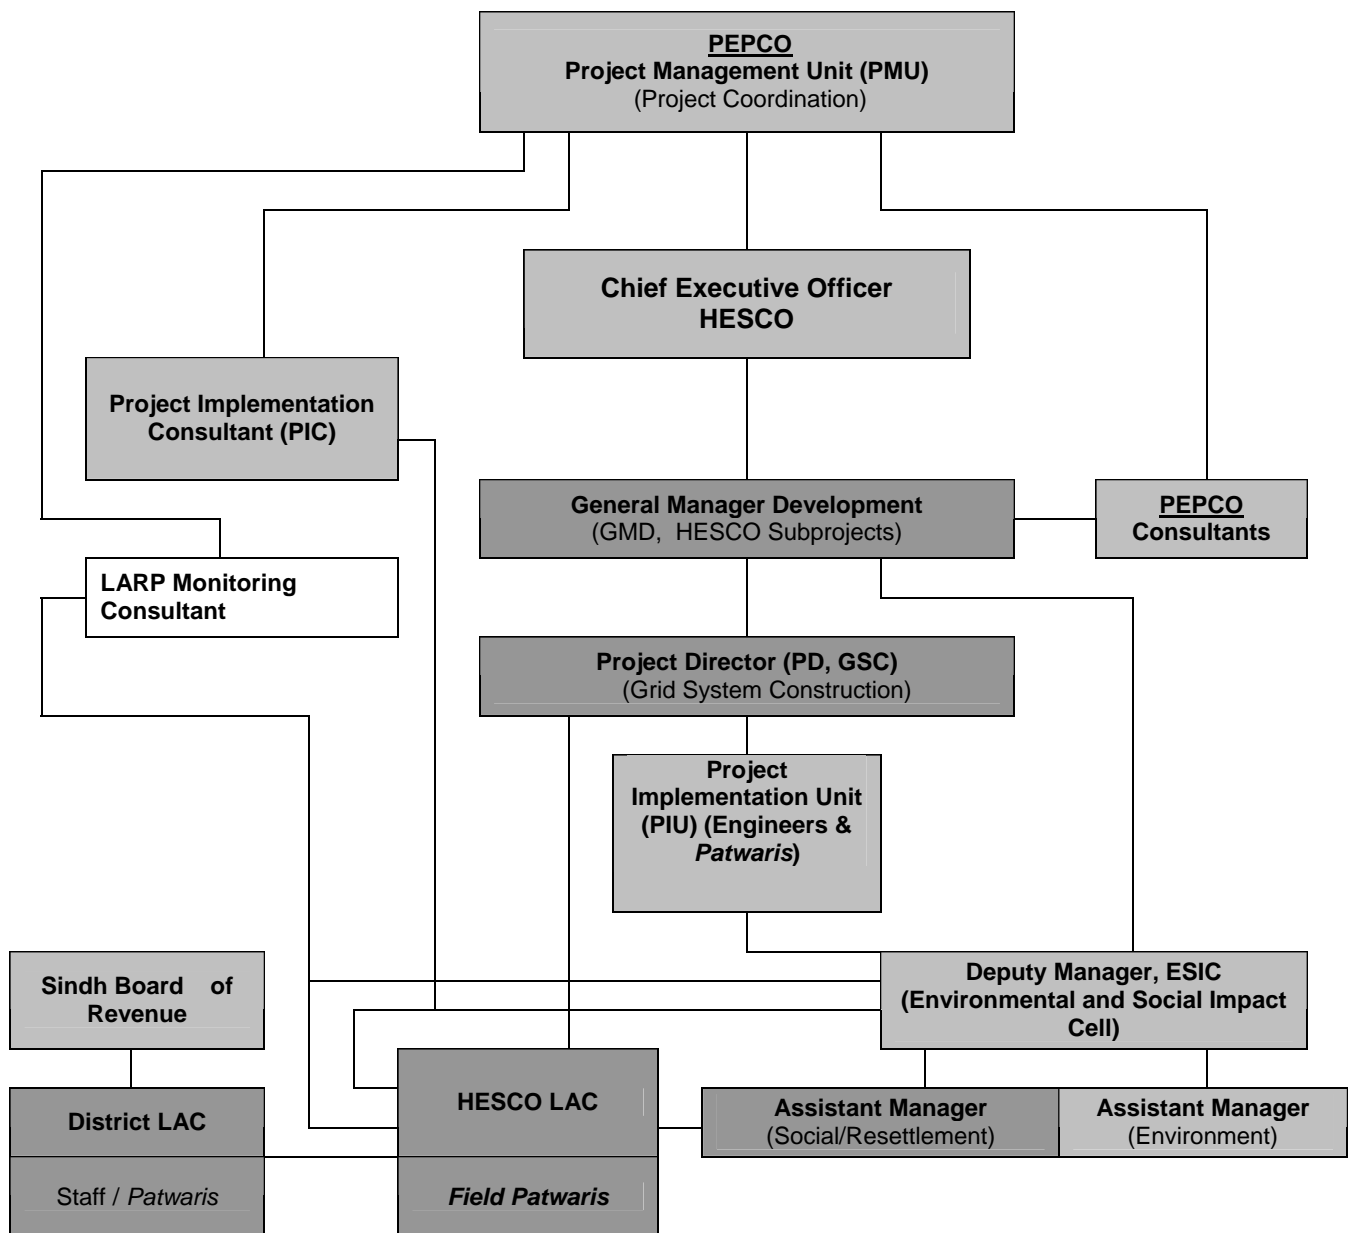 PEPCO
Project Management Unit (PMU)
(Project Coordination)
Chief Executive Officer
HESCO
Project Implementation
Consultant (PIC)
General Manager Development
(GMD, HESCO Subprojects)
PEPCO
Consultants
LARP Monitoring
Consultant
Project Director (PD, GSC)
(Grid System Construction)
Project
Implementation Unit
(PIU) (Engineers &
Patwaris)
Sindh Board of
Revenue
Deputy Manager, ESIC
(Environmental and Social Impact
Cell)
District LAC
Staff / Patwaris
HESCO LAC
Field Patwaris
Assistant Manager
(Social/Resettlement)
Assistant Manager
(Environment)